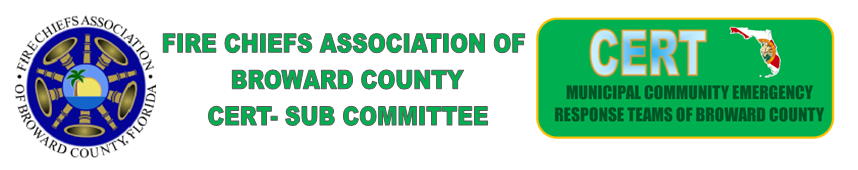 FIRE CHIEFS ASSOCIATION
OF BROWARD COUNTY, FLORIDA
FIRE CHIEFS ASSOCIATION OF
BROWARD COUNTY
CERT- SUB COMMITTEE
CERT
MUNICIPAL COMMUNITY EMERGENCY
RESPONSE TEAMS OF BROWARD COUNTY